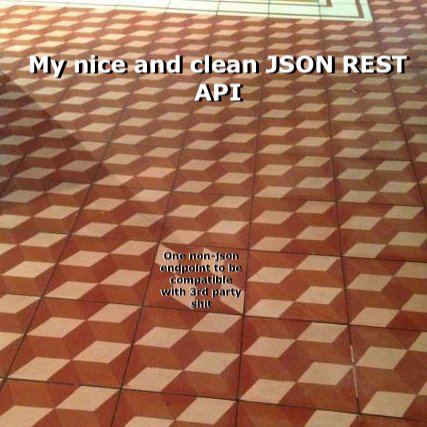 My nice and clean JSON REST
API
One non-json
endpoint to be
compatible
with 3rd party
shit